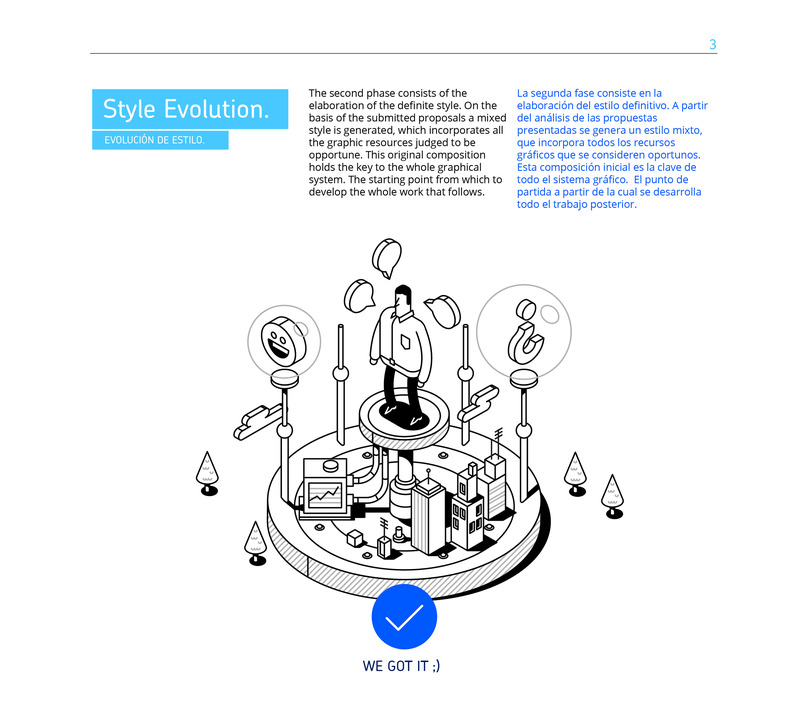 3
Style Evolution.
EVOLUCIÓN DE ESTILO.
The second phase consists of the
elaboration of the definite style. On the
basis of the submitted proposals a mixed
style is generated, which incorporates all
the graphic resources judged to be
opportune. This original composition
holds the key to the whole graphical
system. The starting point from which to
develop the whole work that follows.
La segunda fase consiste en la
elaboración del estilo definitivo. A partir
del análisis de las propuestas
presentadas se genera un estilo mixto,
que incorpora todos los recursos
gráficos que se consideren oportunos.
Esta composición inicial es la clave de
todo el sistema gráfico.  El punto de
partida a partir de la cual se desarrolla
todo el trabajo posterior.
WE GOT IT ;)